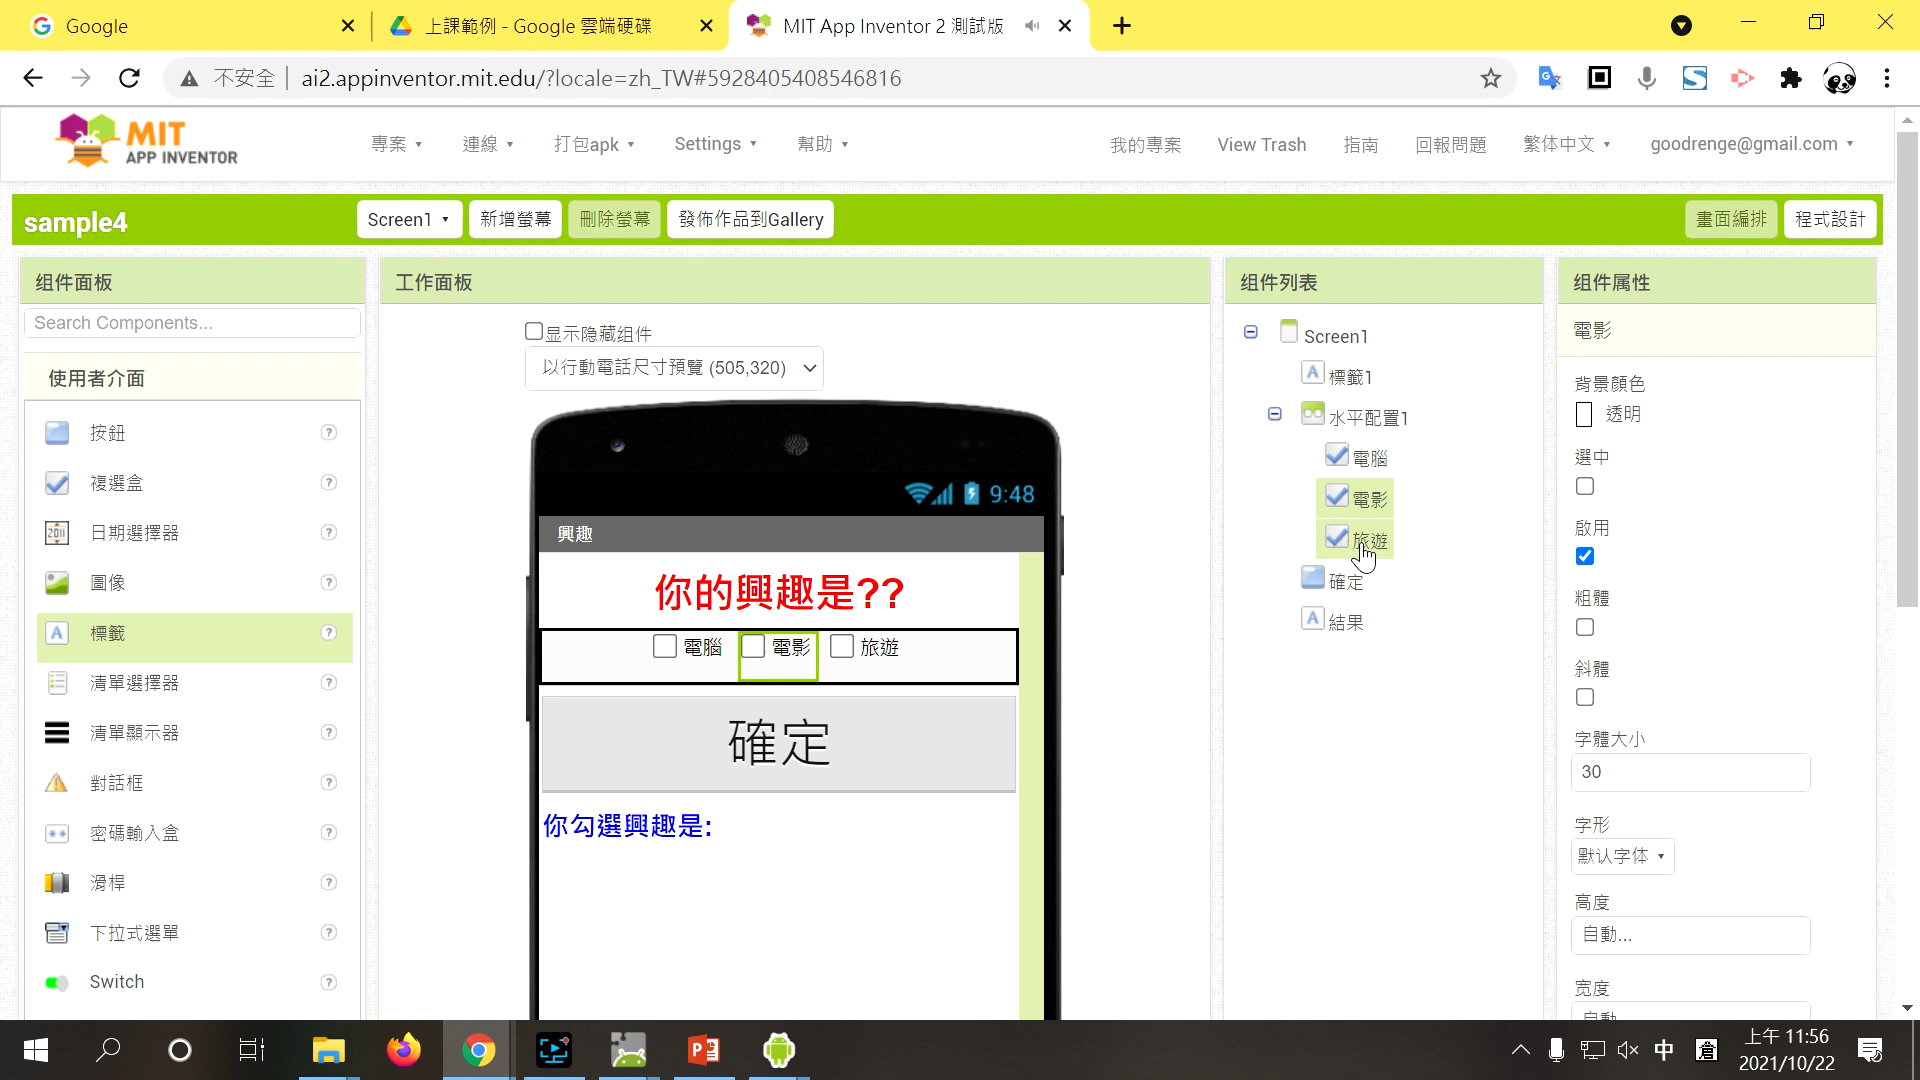 Google
上課範例 - Google 雲端硬碟
MIT App Inventor 2 測試版
不安全
ai2.appinventor.mit.edu/?locale=zh_TW#5928405408546816
MIT
APP INVENTOR
專案
連線
打包apk
Settings
幫助
我的專案
View Trash
指南
回報問題
繁体中文
goodrenge@gmail.com
sample4
Screen1
新增螢幕
刪除螢幕
發佈作品到Gallery
畫面編排
程式設計
组件面板
Search Components...
使用者介面
按鈕
複選盒
日期選擇器
圖像
標籤
清單選擇器
清單顯示器
對話框
密碼輸入盒
滑桿
下拉式選單
Switch
工作面板
显示隐藏组件
以行動電話尺寸預覽 (505,320)
9:48
興趣
你的興趣是??
電腦
電影
旅遊
確定
你勾選興趣是:
组件列表
Screen1
標籤1
水平配置1
電腦
電影
旅遊
確定
結果
组件属性
電影
背景顏色
透明
選中
啟用
粗體
斜體
字體大小
30
字形
默认字体
高度
自動...
宽度
自動...
中
倉
上午 11:56
2021/10/22